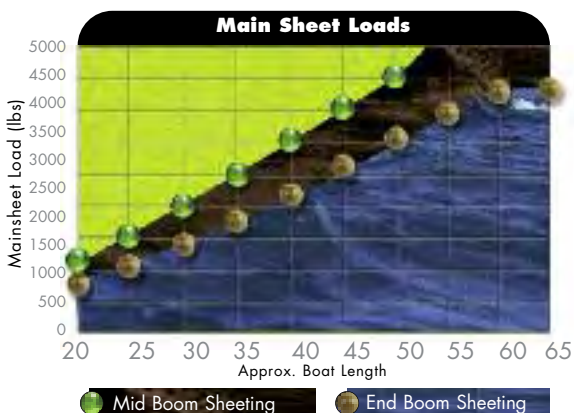 Main Sheet Loads
Mainsheet Load (lbs)
5000
4500
4000
3500
3000
2500
2000
1500
1000
500
0
20 25 30 35 40 45 50 55 60 65
Approx. Boat Length
Mid Boom Sheeting
End Boom Sheeting